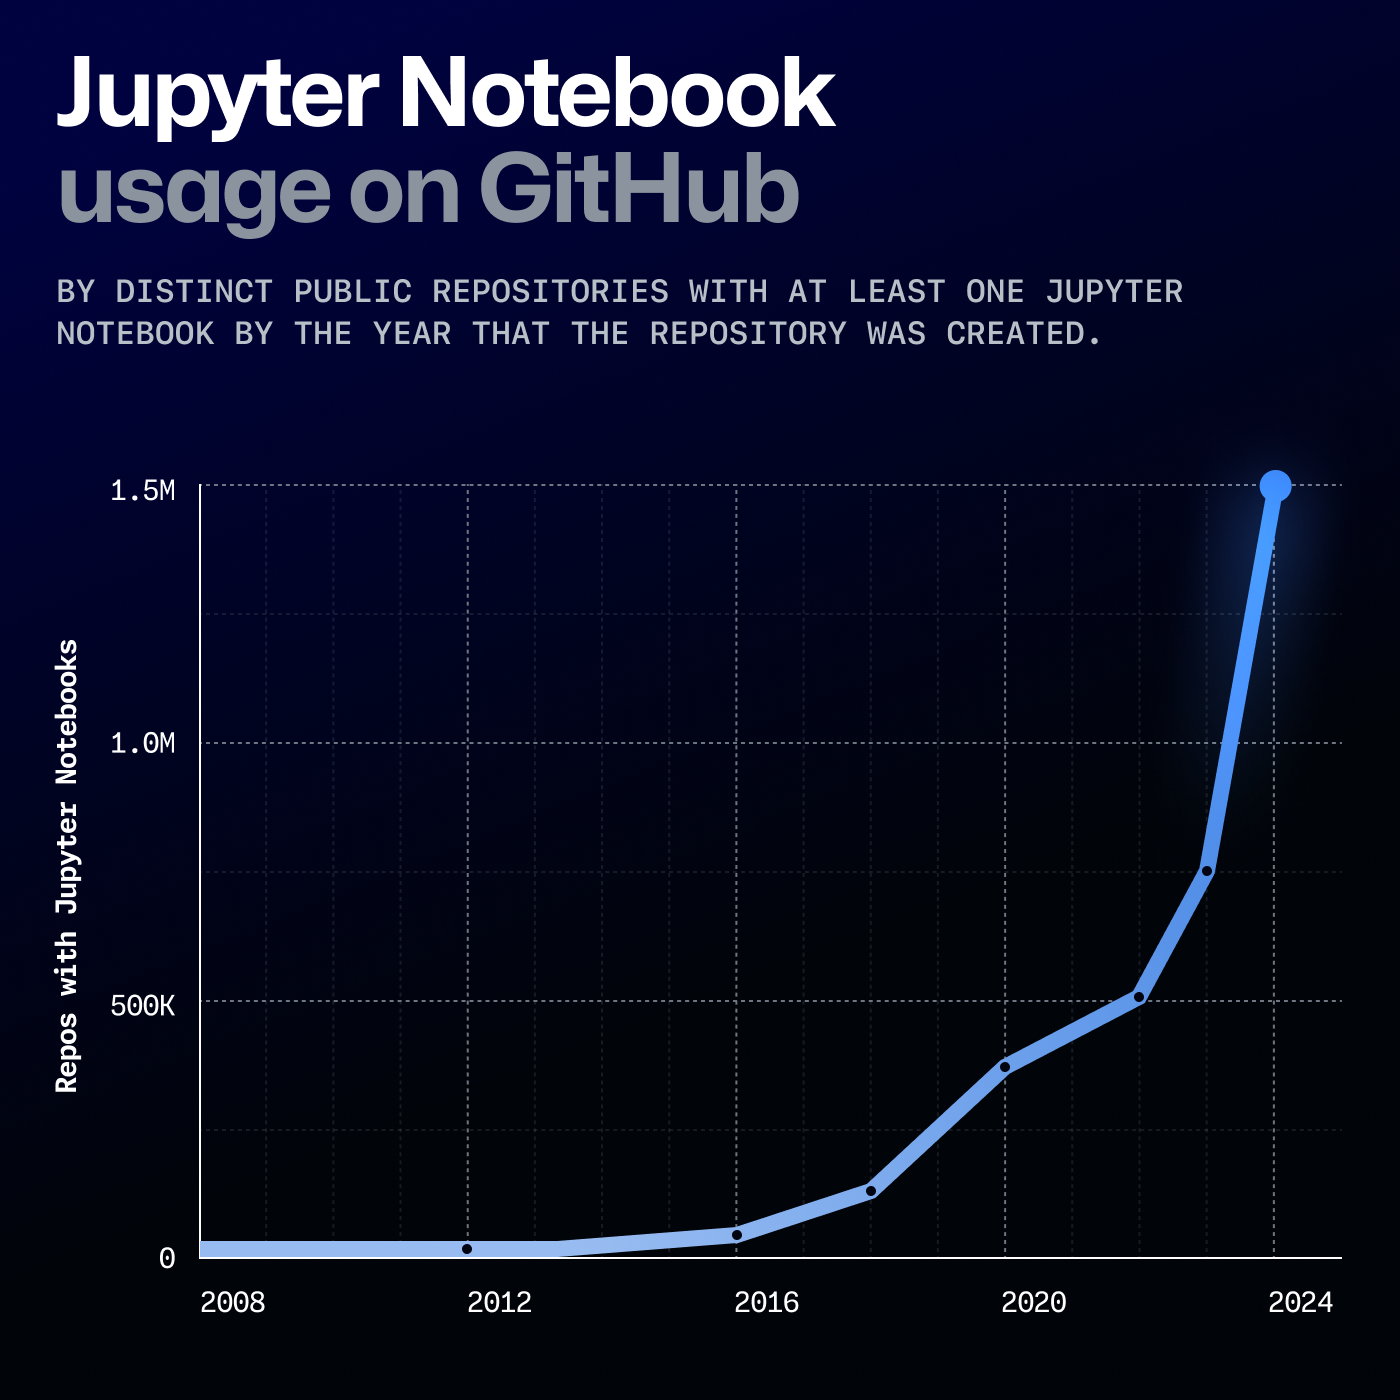 Jupyter Notebook
usage on GitHub
BY DISTINCT PUBLIC REPOSITORIES WITH AT LEAST ONE JUPYTER
NOTEBOOK BY THE YEAR THAT THE REPOSITORY WAS CREATED.
Repos with Jupyter Notebooks
1.5M
1.0M
500K
0
2008 2012 2016 2020 2024